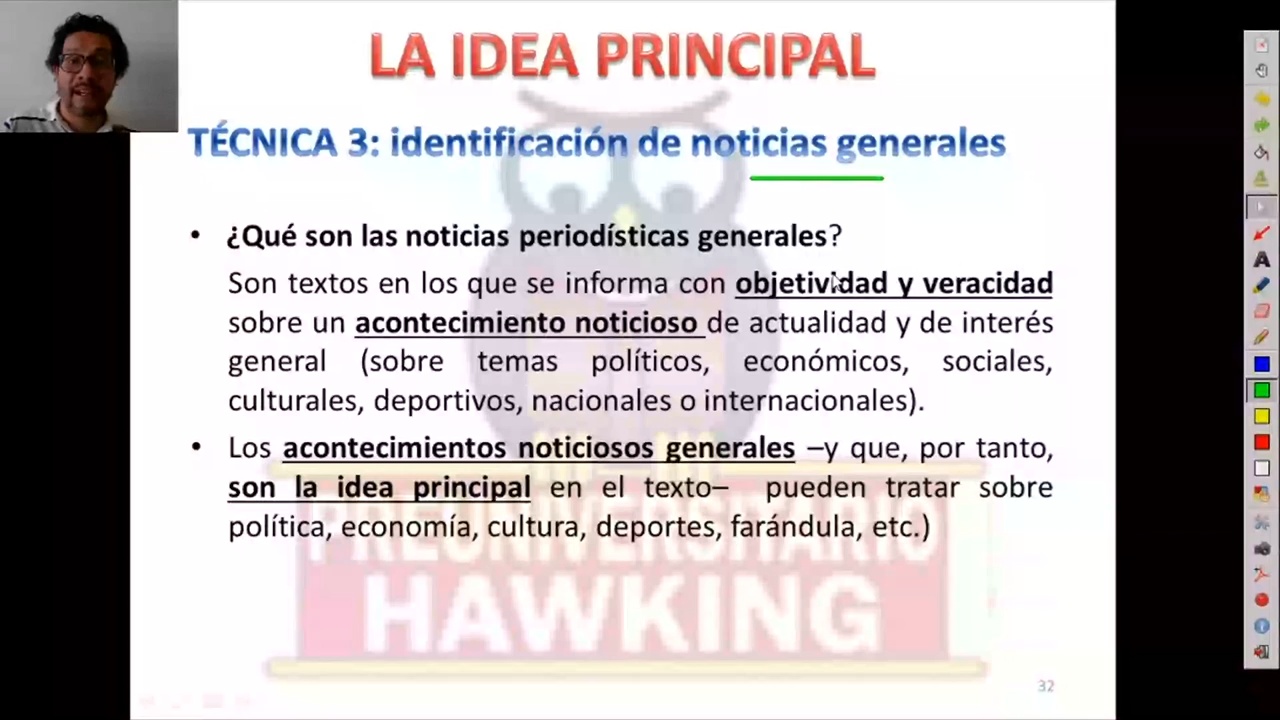 LA IDEA PRINCIPAL
TÉCNICA 3: identificación de noticias generales
• ¿Qué son las noticias periodísticas generales?
Son textos en los que se informa con objetividad y veracidad
sobre un acontecimiento noticioso de actualidad y de interés
general (sobre temas políticos, económicos, sociales,
culturales, deportivos, nacionales o internacionales).
• Los acontecimientos noticiosos generales –y que, por tanto,
son la idea principal en el texto– pueden tratar sobre
política, economía, cultura, deportes, farándula, etc.)
PREUNIVERSITARIO
HAWKING
32